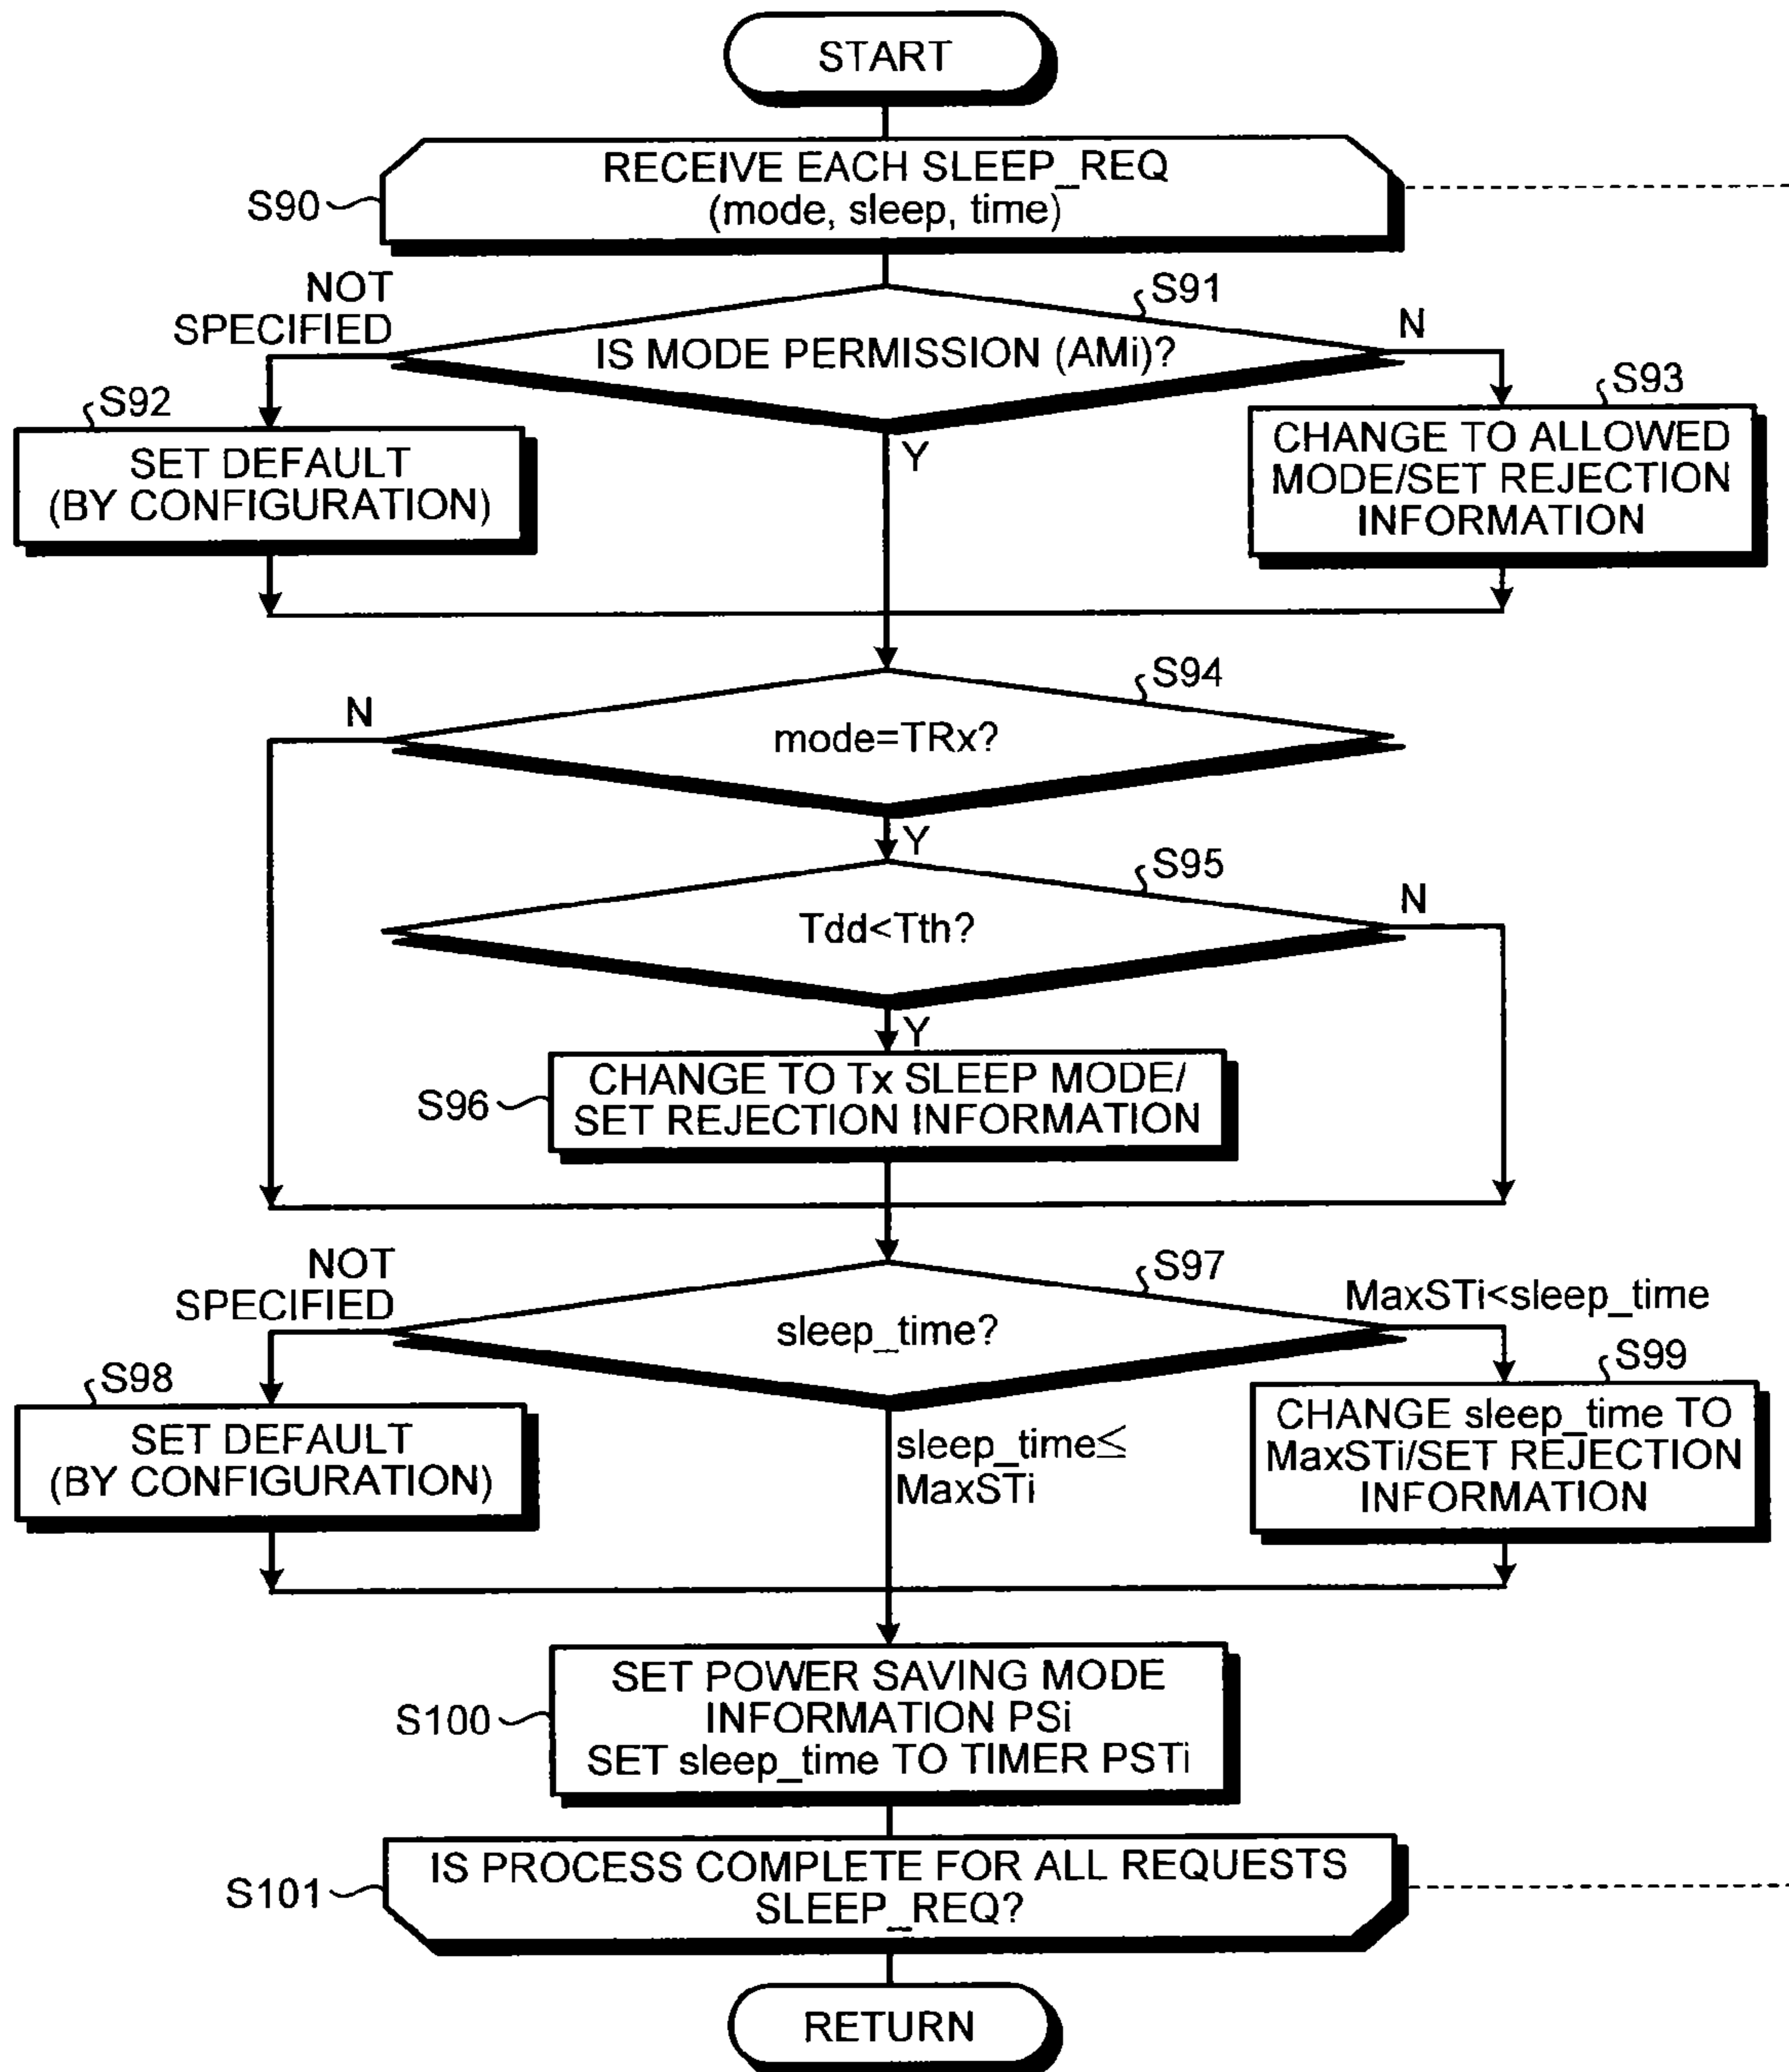 START
RECEIVE EACH SLEEP_REQ
(mode, sleep, time)
S90
NOT
SPECIFIED
S91
N
IS MODE PERMISSION (AMi)?
S92
SET DEFAULT
(BY CONFIGURATION)
Y
S93
CHANGE TO ALLOWED
MODE/SET REJECTION
INFORMATION
S94
N
mode=TRx?
Y
S95
N
Tdd<Tth?
Y
S96
CHANGE TO Tx SLEEP MODE/
SET REJECTION INFORMATION
NOT
SPECIFIED
S97
MaxSTi<sleep_time
sleep_time?
S98
SET DEFAULT
(BY CONFIGURATION)
sleep_time≦
MaxSTi
S99
CHANGE sleep_time TO
MaxSTi/SET REJECTION
INFORMATION
S100
SET POWER SAVING MODE
INFORMATION PSi
SET sleep_time TO TIMER PSTi
S101
IS PROCESS COMPLETE FOR ALL REQUESTS
SLEEP_REQ?
RETURN